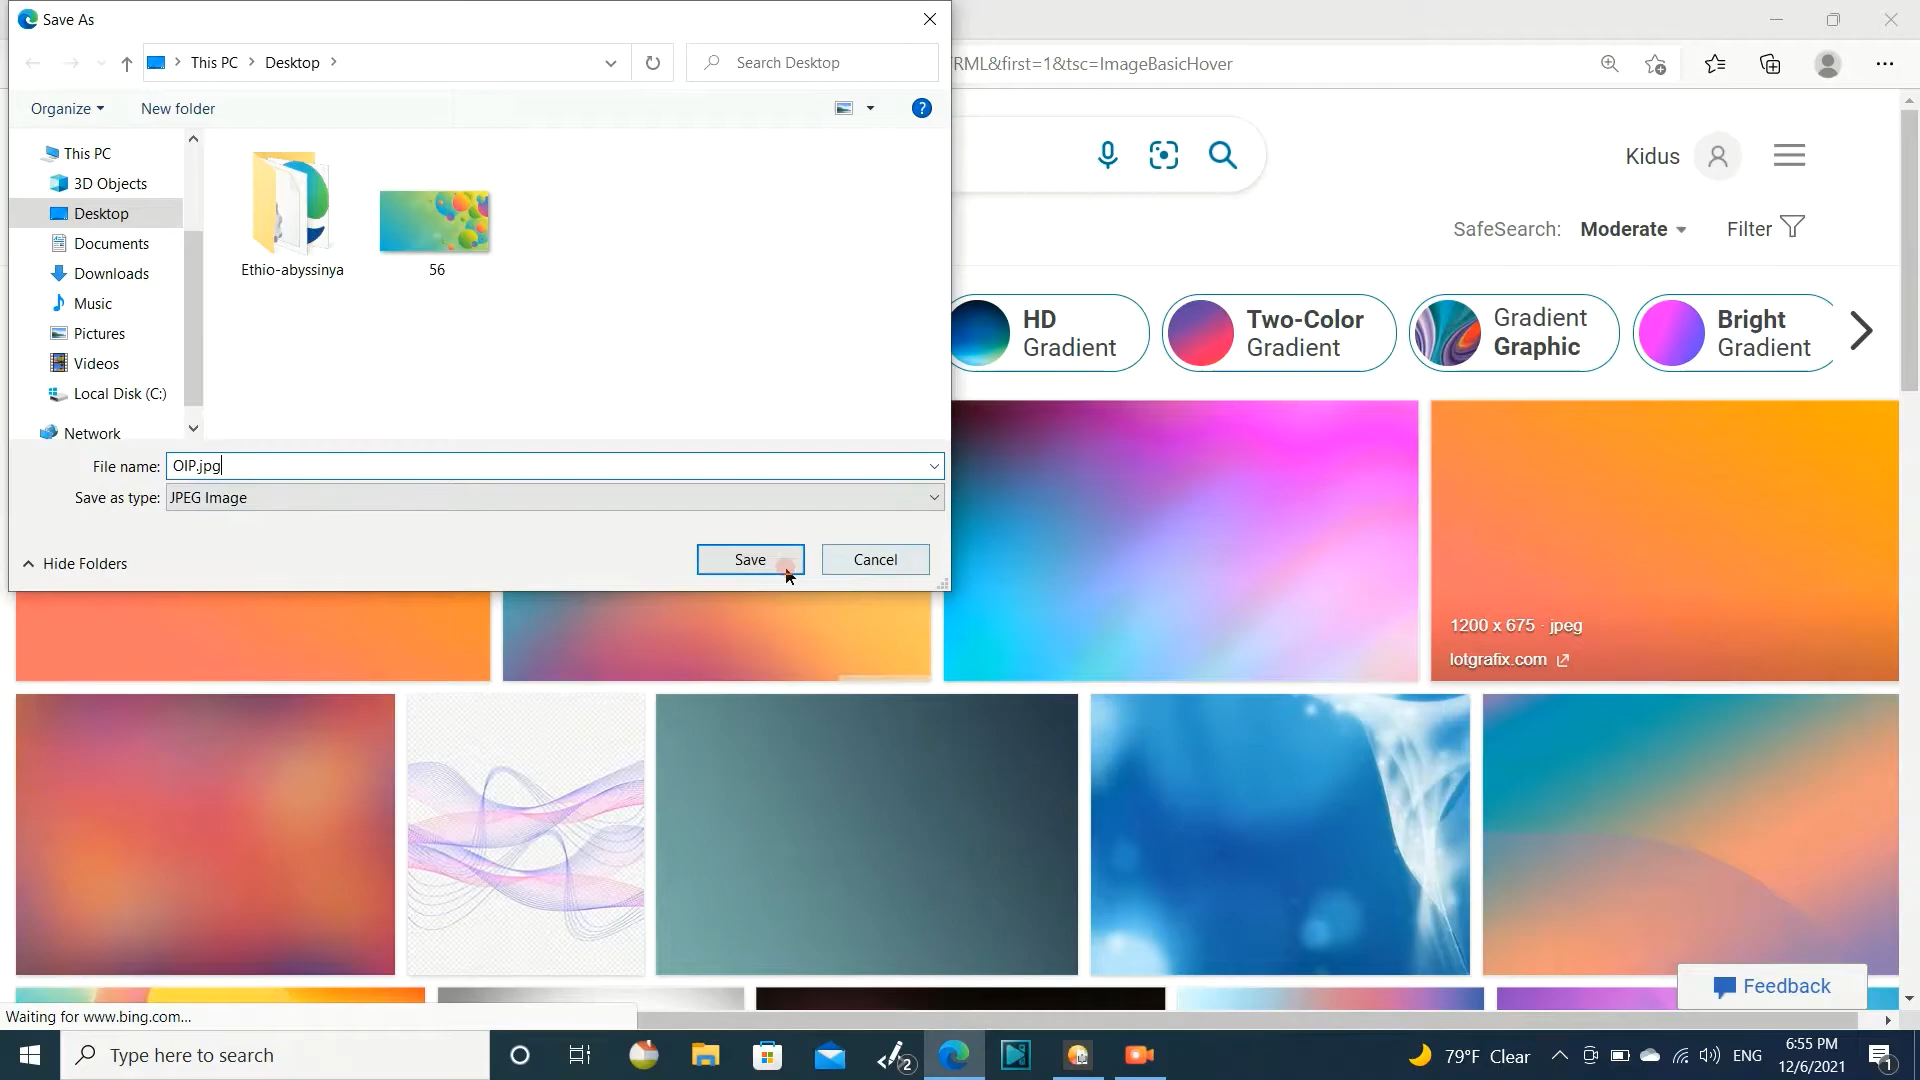 Save As
This PC
Desktop
Search Desktop
/RML&first=1&tsc=ImageBasicHover
Organize
New folder
This PC
3D Objects
Desktop
Documents
Downloads
Music
Pictures
Videos
Local Disk (C:)
Network
Ethio-abyssinya
56
File name:
OIP.jpg
Save as type:
JPEG Image
Hide Folders
Save
Cancel
Kidus
SafeSearch:
Moderate
Filter
HD
Gradient
Two-Color
Gradient
Gradient
Graphic
Bright
Gradient
1200 x 675 · jpeg
lotgrafix.com
Feedback
Waiting for www.bing.com...
Type here to search
2
79°F Clear
ENG
6:55 PM
12/6/2021
1